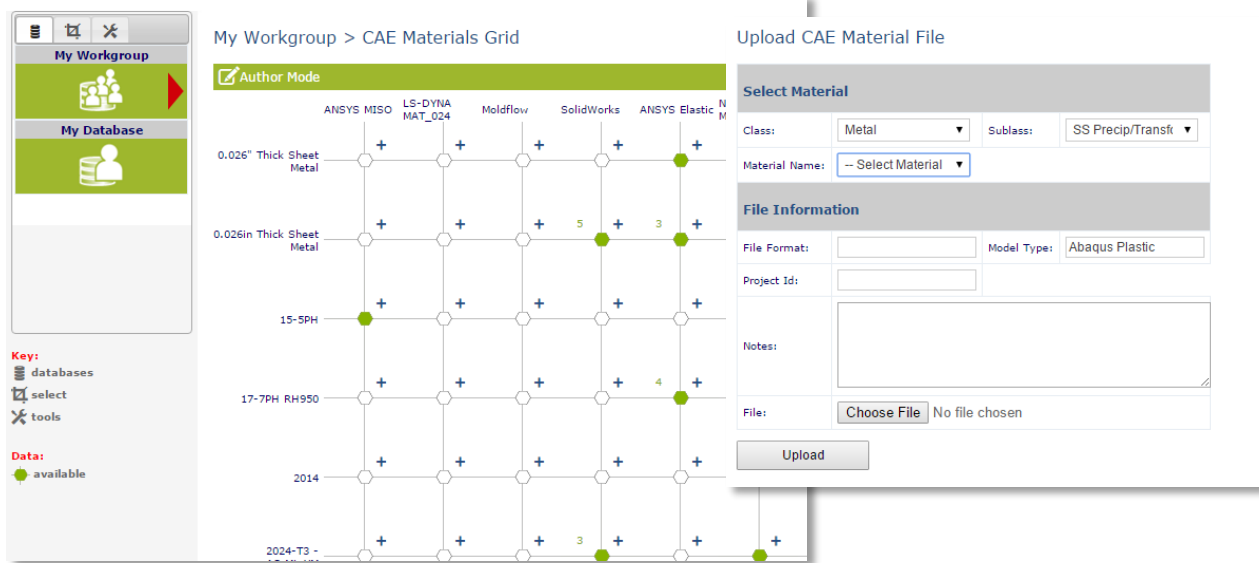 My Workgroup
My Database
Key:
databases
select
tools
Data:
available
My Workgroup > CAE Materials Grid
Author Mode
ANSYS MISO
LS-DYNA
MAT_024
Moldflow
SolidWorks
ANSYS Elastic
N
M
0.026" Thick Sheet
Metal
+ + + + +
0.026in Thick Sheet
Metal
+ + + 5 + 3 +
15-5PH
+ + + + +
17-7PH RH950
+ + + + 4 +
2014
+ + + + +
2024-T3 -
+ + + 3 + + +
Upload CAE Material File
Select Material
Class: Metal Sublass: SS Precip/Transf
Material Name: -- Select Material
File Information
File Format: Model Type: Abaqus Plastic
Project Id:
Notes:
File: Choose File No file chosen
Upload